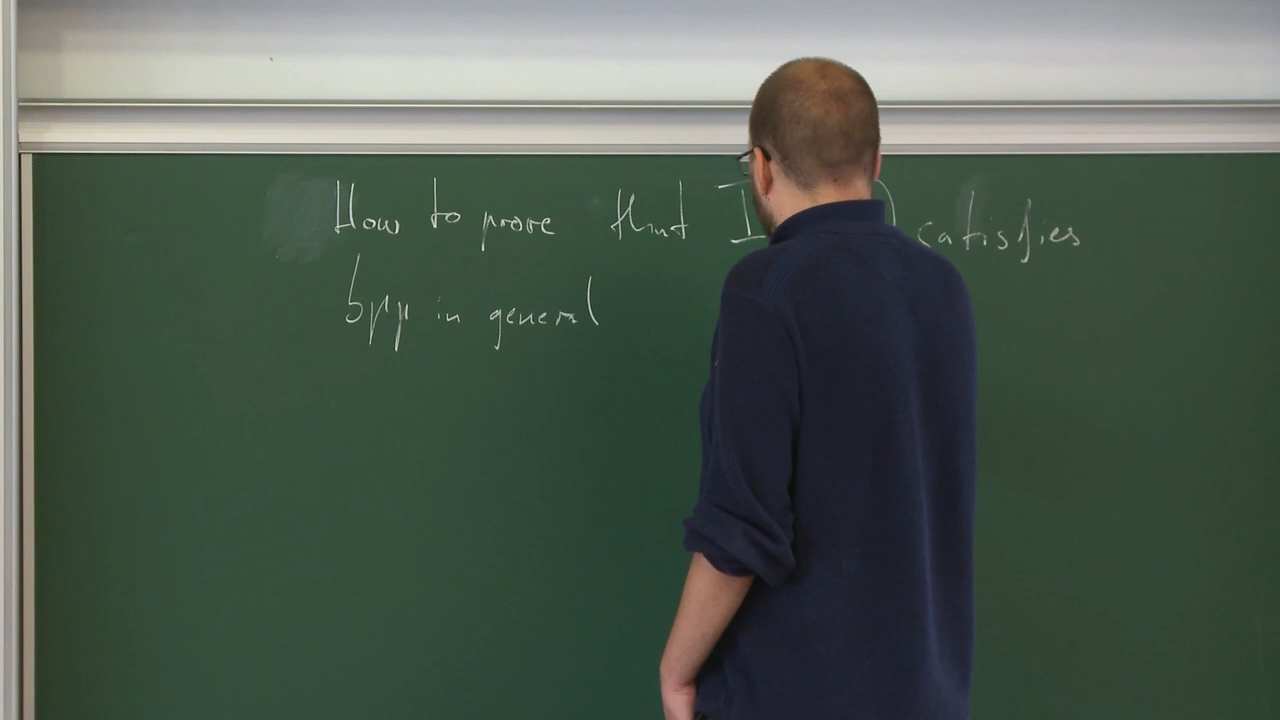 How to prove that I ) satisfies
bpp in general